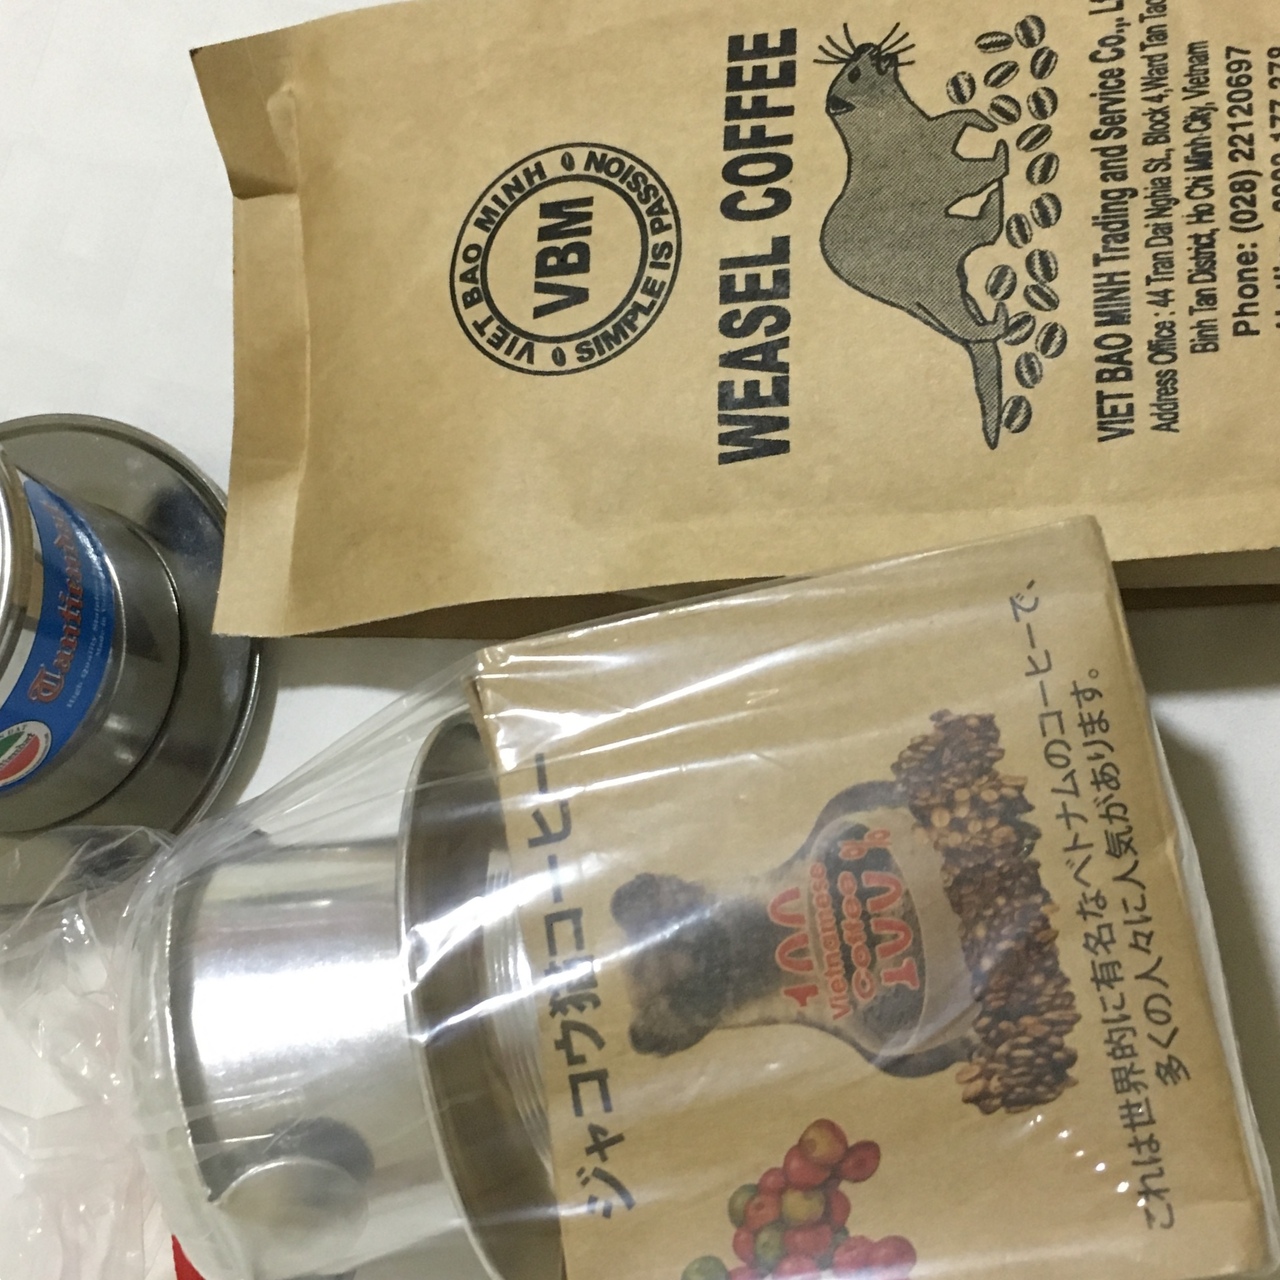 VIET BAO MINH
SIMPLE IS PASSION
VBM
WEASEL COFFEE
VIET BAO MINH Trading and Service Co.,
Address Office : 44 Tran Dai Nghia St., Block 4,Ward Tan Tao
Binh Tan District, Ho Chi Minh City, Vietnam
Phone: (028) 22120697
ジャコウ猫コーヒー
100
Vietnamese
Coffee
100%
これは世界的に有名なベトナムのコーヒーで、
多くの人々に人気があります。